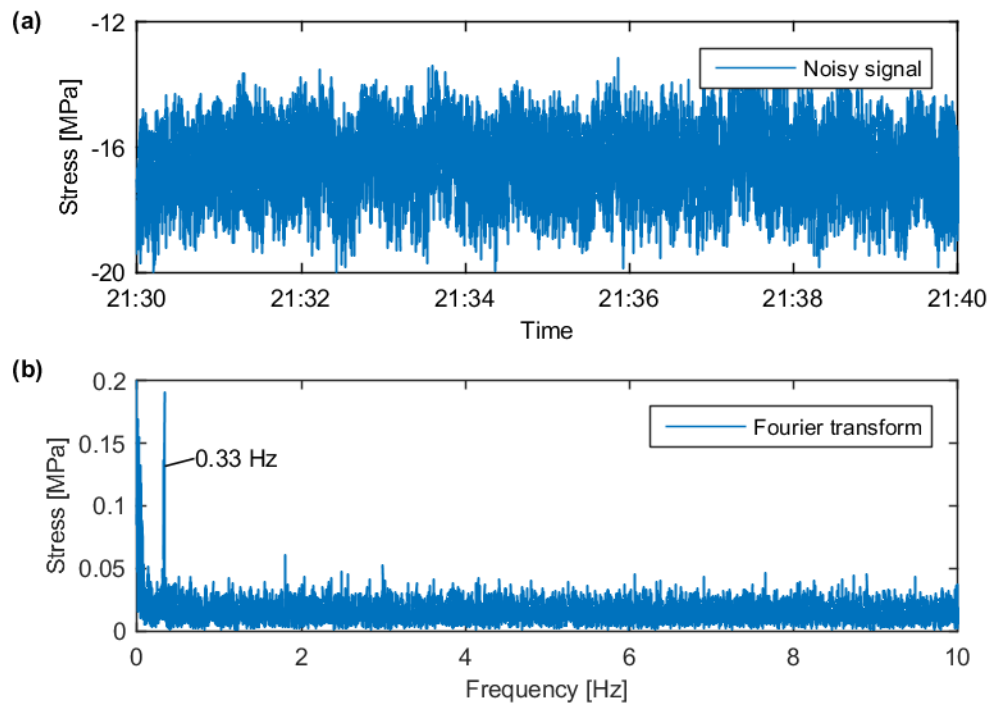 (a)
-12
Noisy signal
-16
Stress [MPa]
-20
21:30 21:32 21:34 21:36 21:38 21:40
Time
(b)
0.2
Fourier transform
0.15
0.33 Hz
0.1
Stress [MPa]
0.05
0
0 2 4 6 8 10
Frequency [Hz]